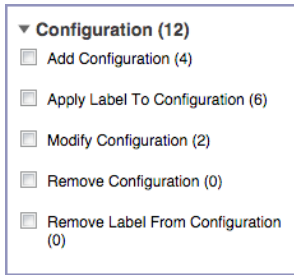 Configuration (12)
Add Configuration (4)
Apply Label To Configuration (6)
Modify Configuration (2)
Remove Configuration (0)
Remove Label From Configuration
(0)